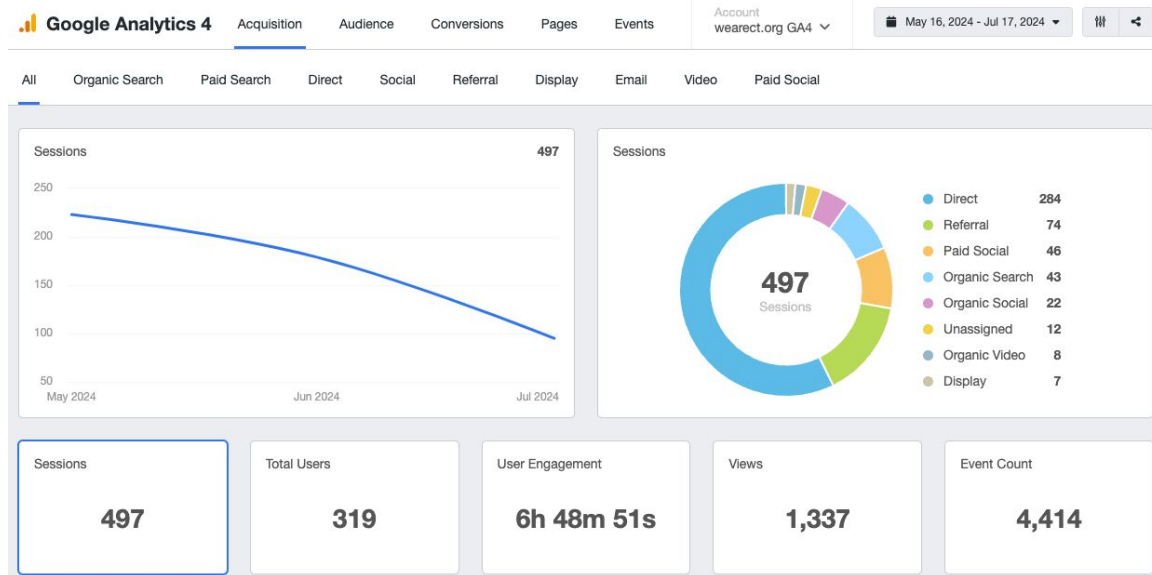 Google Analytics 4 Acquisition Audience Conversions Pages Events Account
wearect.org GA4 May 16, 2024 - Jul 17, 2024
All Organic Search Paid Search Direct Social Referral Display Email Video Paid Social
Sessions 497
250
200
150
100
50
May 2024 Jun 2024 Jul 2024
Sessions
497
Sessions
Direct 284
Referral 74
Paid Social 46
Organic Search 43
Organic Social 22
Unassigned 12
Organic Video 8
Display 7
Sessions
497
Total Users
319
User Engagement
6h 48m 51s
Views
1,337
Event Count
4,414